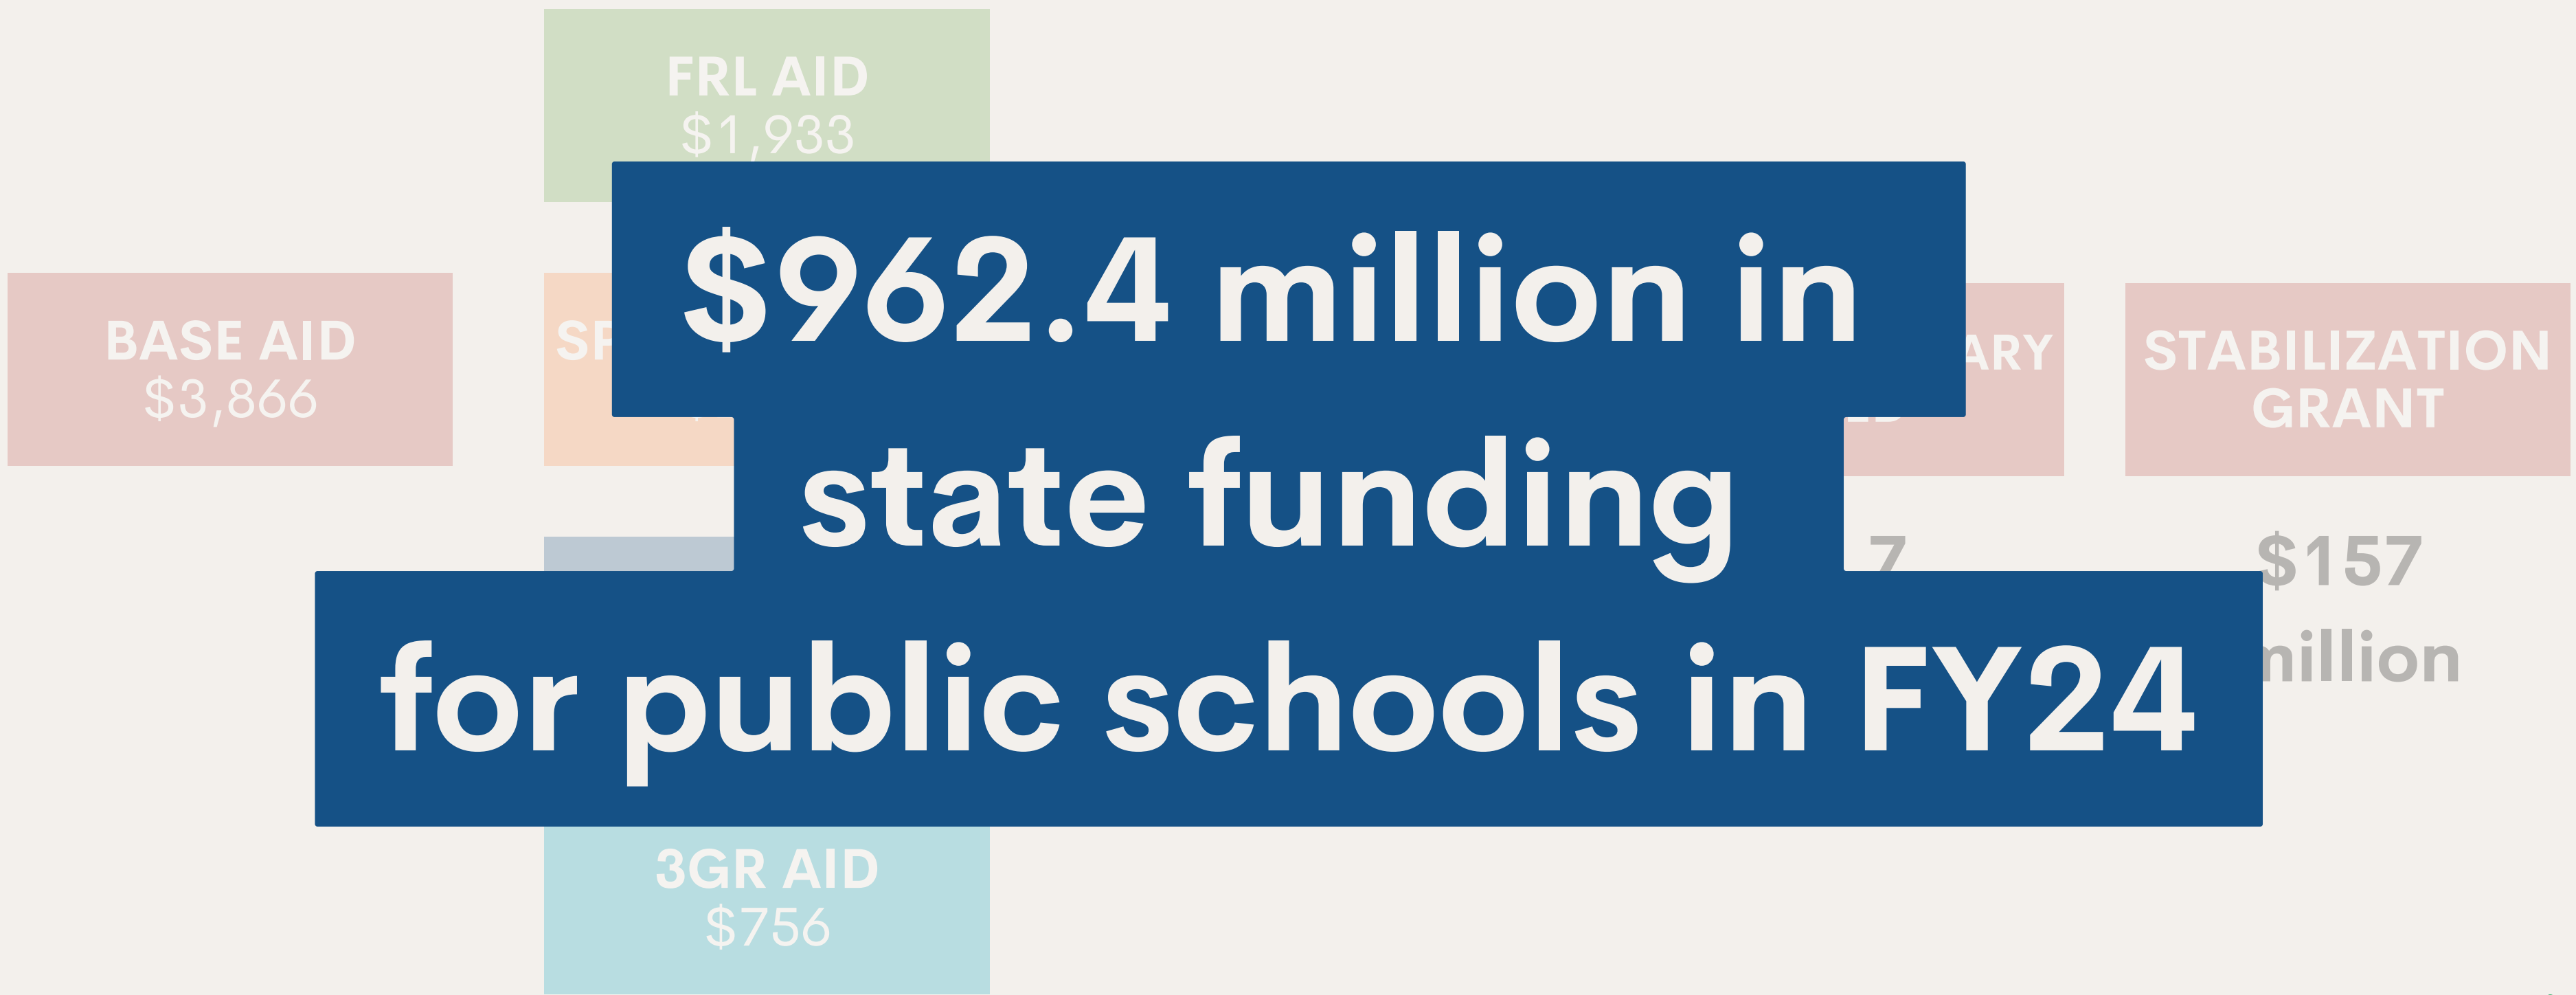 FRL AID
$1,933
$962.4 million in
state funding
for public schools in FY24
BASE AID
$3,866
STABILIZATION
GRANT
$157
million
3GR AID
$756